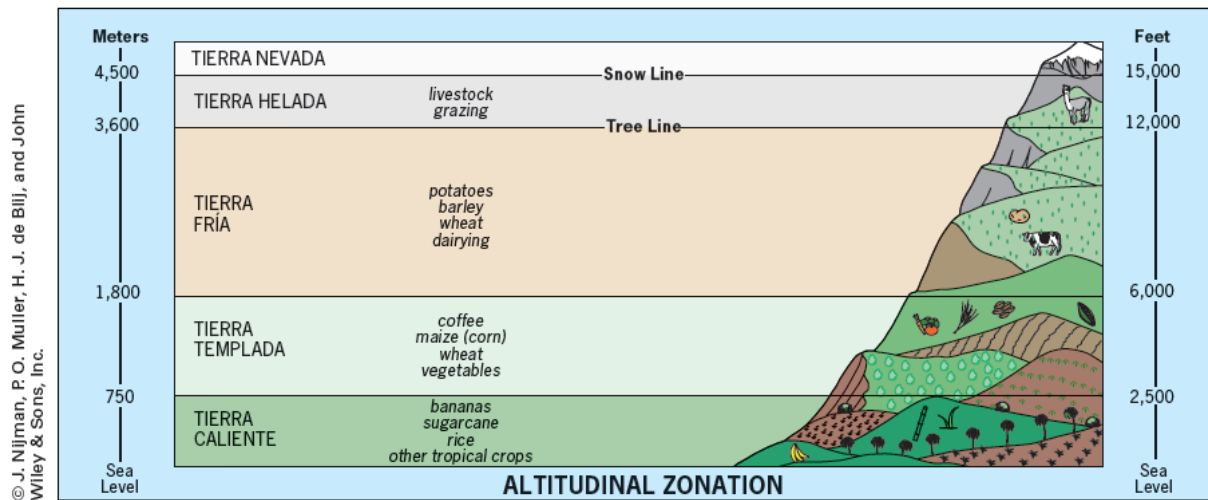 © J. Nijman, P. O. Muller, H. J. de Blij, and John
Wiley & Sons, Inc.
Meters
4,500
3,600
1,800
750
Sea
Level
TIERRA NEVADA
Snow Line
TIERRA HELADA
livestock
grazing
Tree Line
TIERRA
FRÍA
potatoes
barley
wheat
dairying
TIERRA
TEMPLADA
coffee
maize (corn)
wheat
vegetables
TIERRA
CALIENTE
bananas
sugarcane
rice
other tropical crops
Feet
15,000
12,000
6,000
2,500
Sea
Level
ALTITUDINAL ZONATION